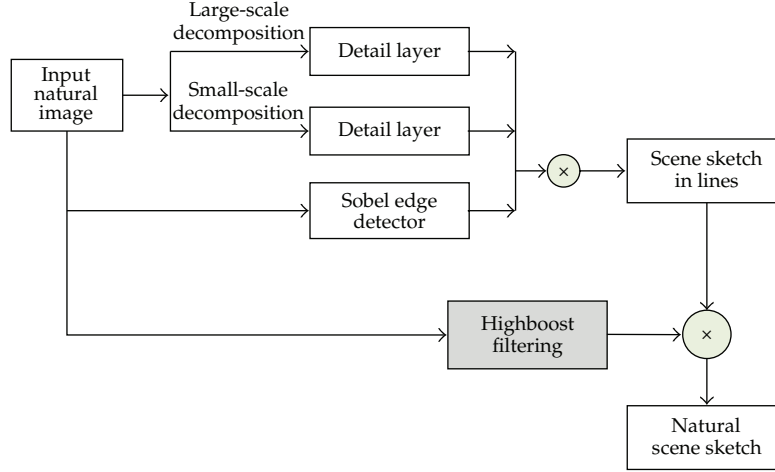 Large-scale
decomposition
Detail layer
Input
natural
image
Small-scale
decomposition
Detail layer
×
Scene sketch
in lines
Sobel edge
detector
Highboost
filtering
×
Natural
scene sketch